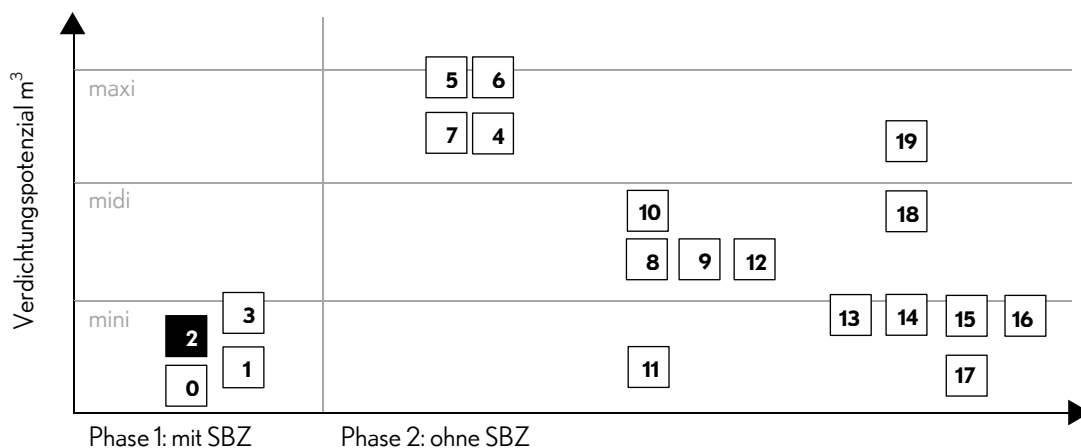 Verdichtungspotenzial m³
maxi
5 6
7 4
19
midi
10
18
8 9 12
mini
3
13 14 15 16
2
1
11
17
0
Phase 1: mit SBZ
Phase 2: ohne SBZ